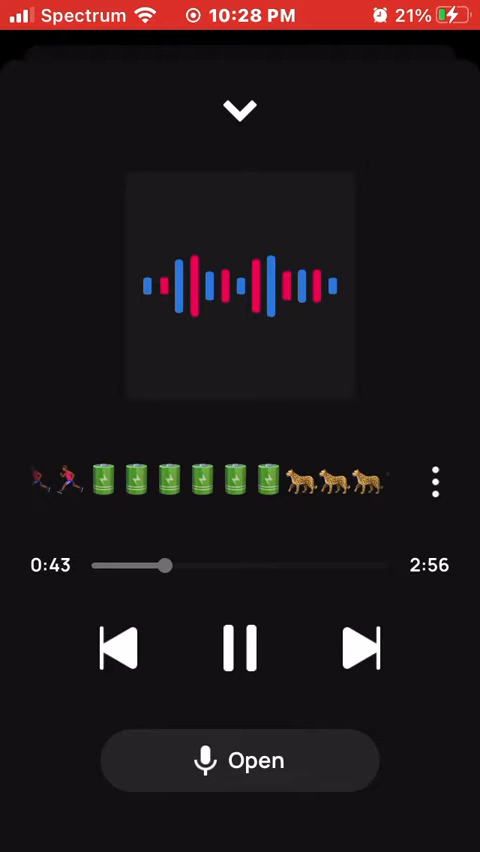 Spectrum 10:28 PM 21%
🏃🏾🏃🏾🔋🔋🔋🔋🔋🔋🐆🐆🐆
0:43 2:56
Open